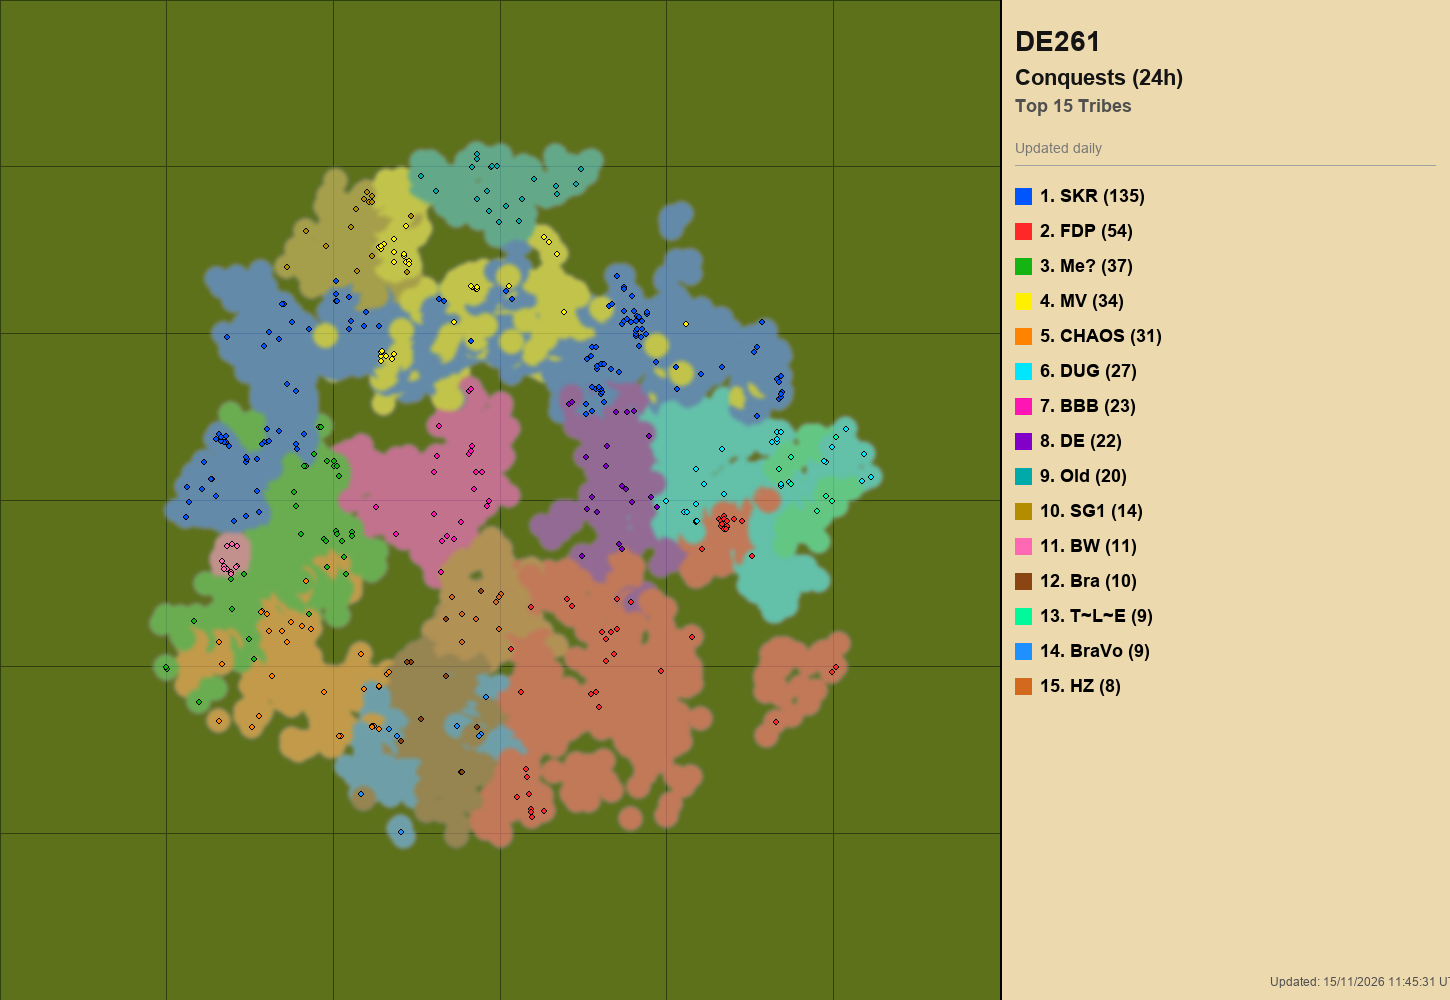 DE261
Conquests (24h)
Top 15 Tribes
Updated daily
1. SKR (135)
2. FDP (54)
3. Me? (37)
4. MV (34)
5. CHAOS (31)
6. DUG (27)
7. BBB (23)
8. DE (22)
9. Old (20)
10. SG1 (14)
11. BW (11)
12. Bra (10)
13. T~L~E (9)
14. BraVo (9)
15. HZ (8)
Updated: 15/11/2026 11:45:31 U